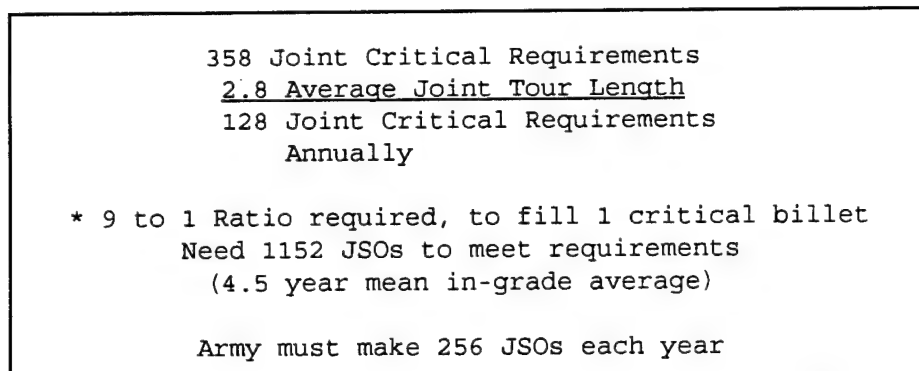 358 Joint Critical Requirements
2.8 Average Joint Tour Length
128 Joint Critical Requirements
Annually
* 9 to 1 Ratio required, to fill 1 critical billet
Need 1152 JSOs to meet requirements
(4.5 year mean in-grade average)
Army must make 256 JSOs each year